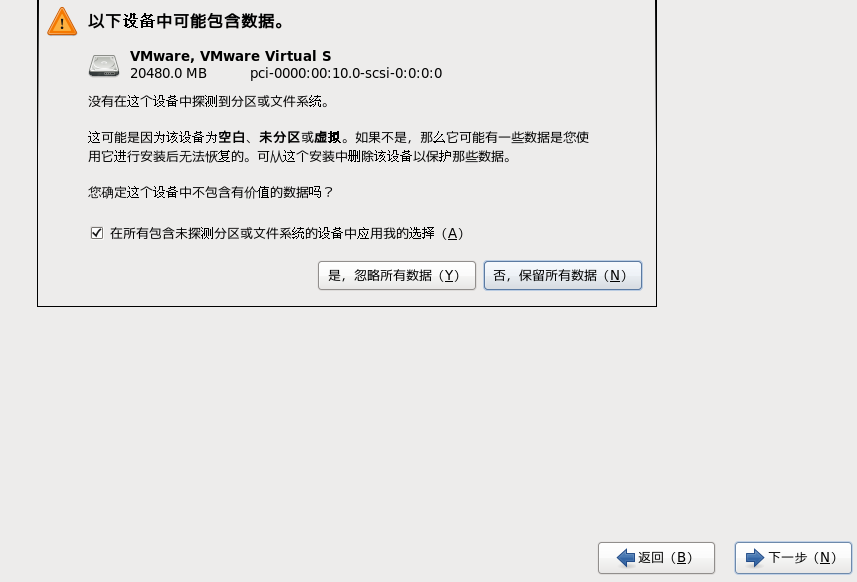 以下设备中可能包含数据。
VMware, VMware Virtual S
20480.0 MB pci-0000:00:10.0-scsi-0:0:0:0
没有在这个设备中探测到分区或文件系统。
这可能是因为该设备为空白、未分区或虚拟。如果不是，那么它可能有一些数据是您使
用它进行安装后无法恢复的。可从这个安装中删除该设备以保护那些数据。
您确定这个设备中不包含有价值的数据吗？
在所有包含未探测分区或文件系统的设备中应用我的选择（A）
是，忽略所有数据（Y） 否，保留所有数据（N）
返回（B） 下一步（N）